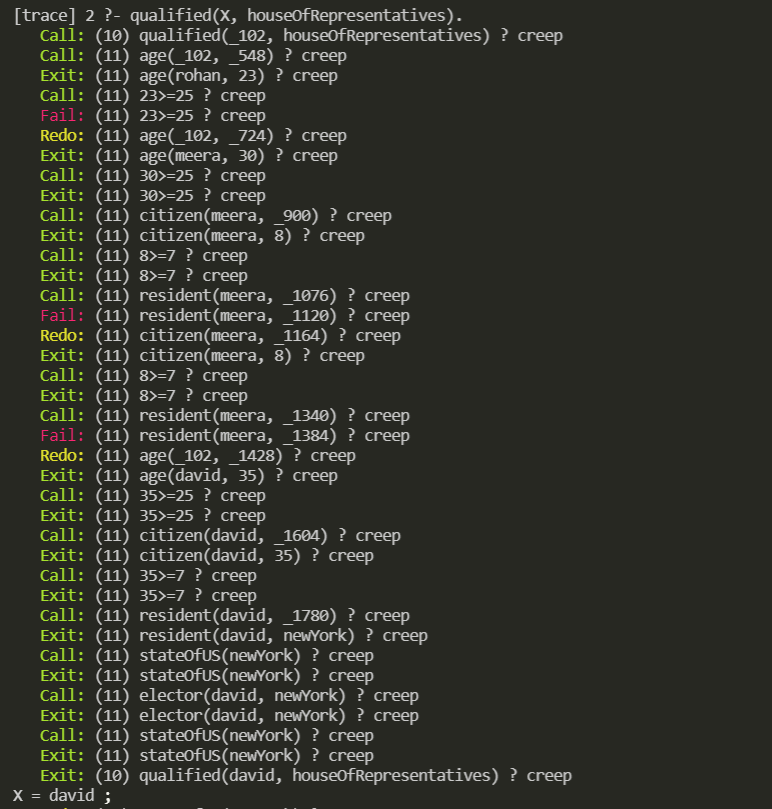 [trace] 2 ?- qualified(X, houseOfRepresentatives).
Call: (10) qualified(_102, houseOfRepresentatives) ? creep
Call: (11) age(_102, _548) ? creep
Exit: (11) age(rohan, 23) ? creep
Call: (11) 23>=25 ? creep
Fail: (11) 23>=25 ? creep
Redo: (11) age(_102, _724) ? creep
Exit: (11) age(meera, 30) ? creep
Call: (11) 30>=25 ? creep
Exit: (11) 30>=25 ? creep
Call: (11) citizen(meera, _900) ? creep
Exit: (11) citizen(meera, 8) ? creep
Call: (11) 8>=7 ? creep
Exit: (11) 8>=7 ? creep
Call: (11) resident(meera, _1076) ? creep
Fail: (11) resident(meera, _1120) ? creep
Redo: (11) citizen(meera, _1164) ? creep
Exit: (11) citizen(meera, 8) ? creep
Call: (11) 8>=7 ? creep
Exit: (11) 8>=7 ? creep
Call: (11) resident(meera, _1340) ? creep
Fail: (11) resident(meera, _1384) ? creep
Redo: (11) age(_102, _1428) ? creep
Exit: (11) age(david, 35) ? creep
Call: (11) 35>=25 ? creep
Exit: (11) 35>=25 ? creep
Call: (11) citizen(david, _1604) ? creep
Exit: (11) citizen(david, 35) ? creep
Call: (11) 35>=7 ? creep
Exit: (11) 35>=7 ? creep
Call: (11) resident(david, _1780) ? creep
Exit: (11) resident(david, newYork) ? creep
Call: (11) stateOfUS(newYork) ? creep
Exit: (11) stateOfUS(newYork) ? creep
Call: (11) elector(david, newYork) ? creep
Exit: (11) elector(david, newYork) ? creep
Call: (11) stateOfUS(newYork) ? creep
Exit: (11) stateOfUS(newYork) ? creep
Exit: (10) qualified(david, houseOfRepresentatives) ? creep
X = david ;